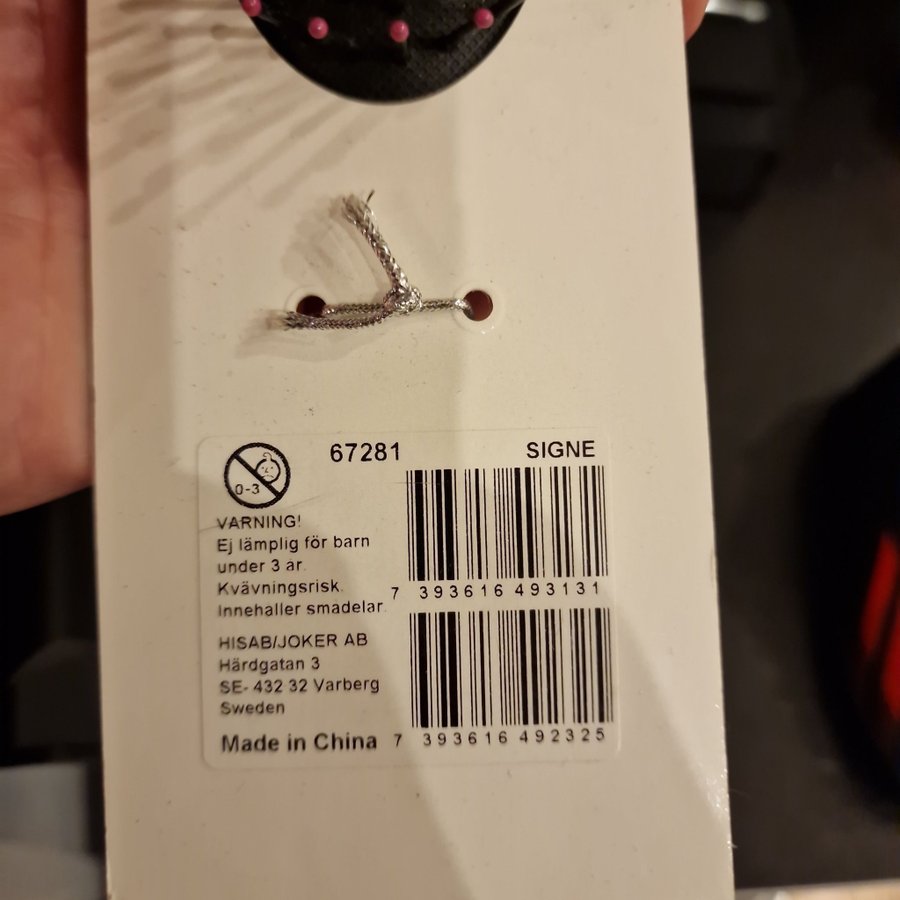 67281 SIGNE
0-3
VARNING!
Ej lämplig för barn
under 3 år.
Kvävningsrisk.
Innehaller smadelar.
7 393616 493131
HISAB/JOKER AB
Härdgatan 3
SE- 432 32 Varberg
Sweden
Made in China
7 393616 492325